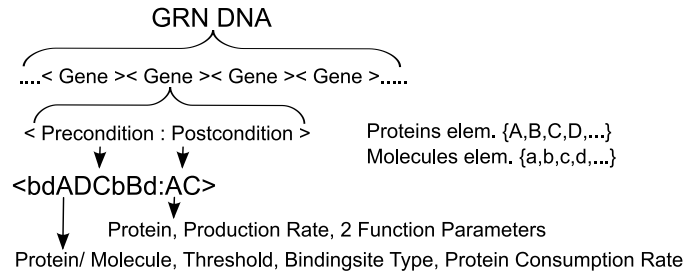 GRN DNA
....< Gene >< Gene >< Gene >< Gene >.....
< Precondition : Postcondition >
Proteins elem. {A,B,C,D,...}
Molecules elem. {a,b,c,d,...}
<bdADCbBd:AC>
Protein, Production Rate, 2 Function Parameters
Protein/ Molecule, Threshold, Bindingsite Type, Protein Consumption Rate